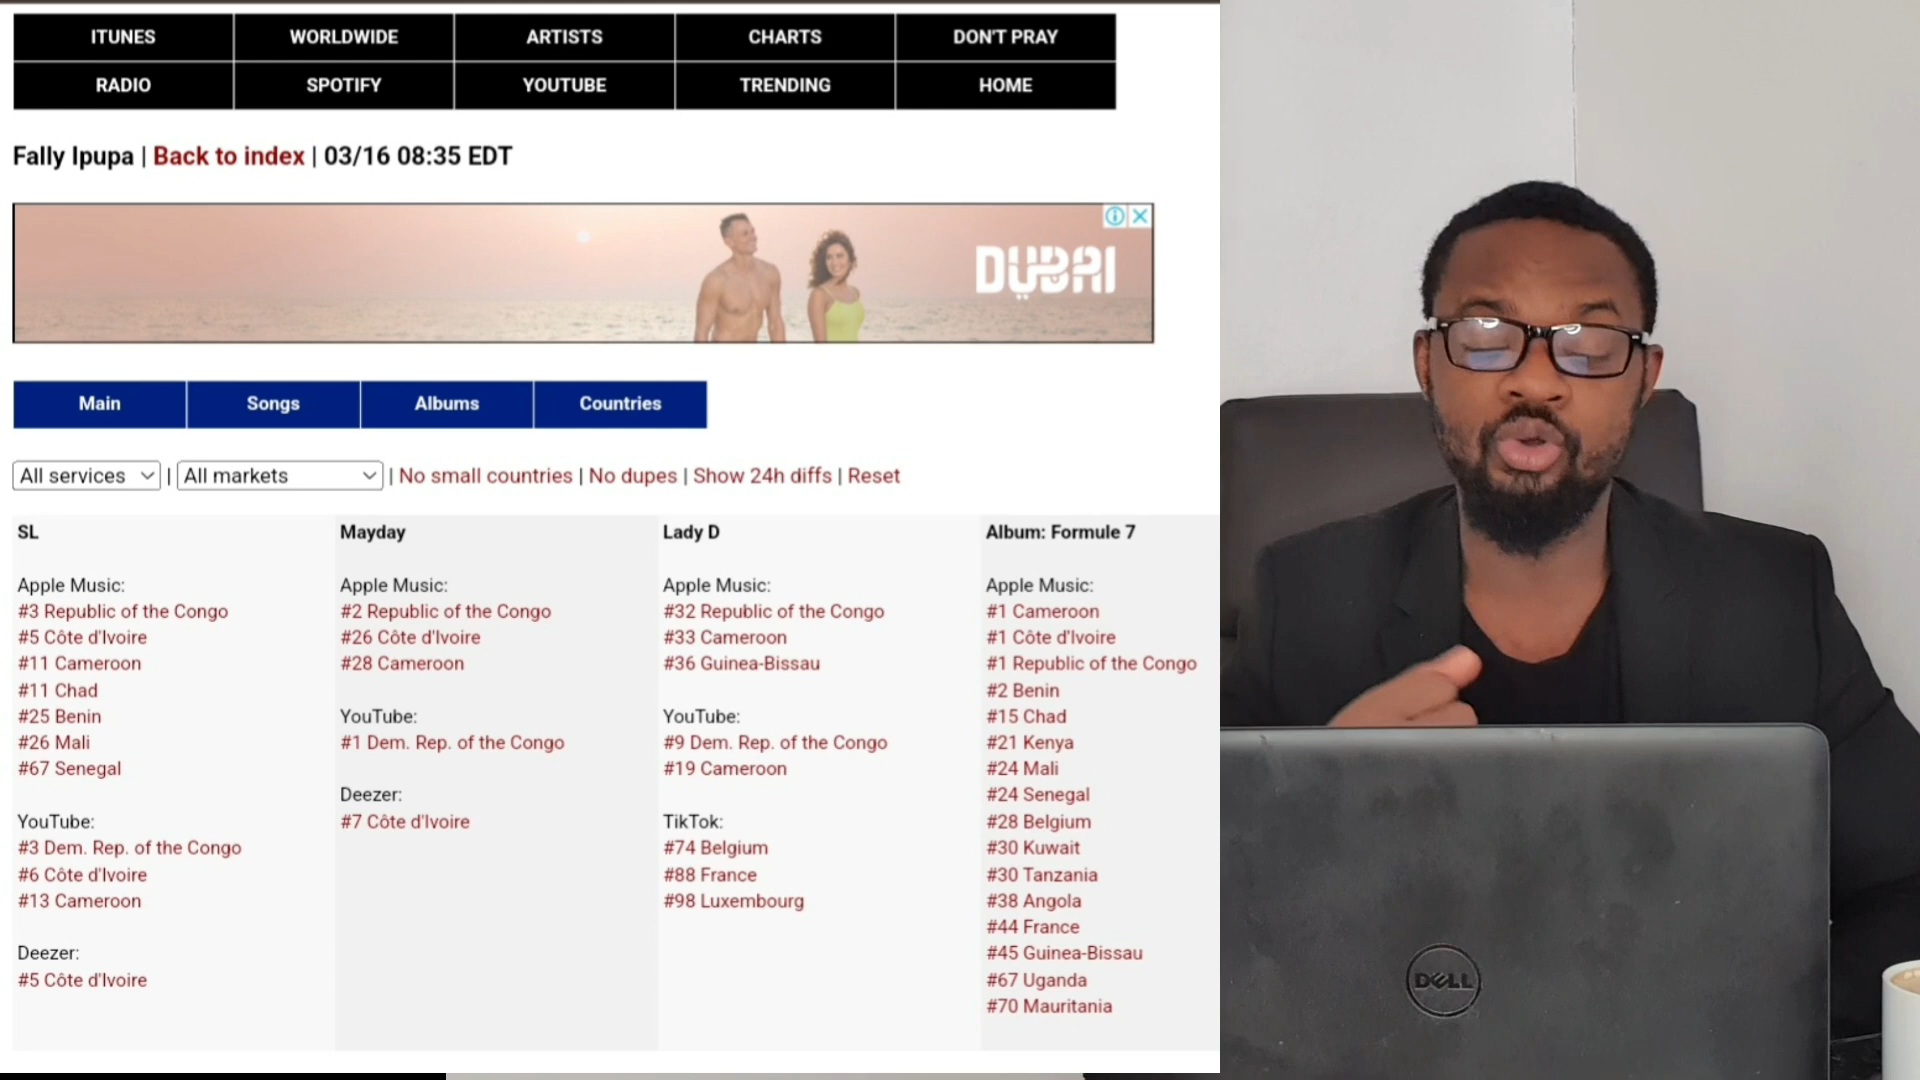 ITUNES WORLDWIDE ARTISTS CHARTS DON'T PRAY
RADIO SPOTIFY YOUTUBE TRENDING HOME
Fally Ipupa | Back to index | 03/16 08:35 EDT
DUBAI
Main Songs Albums Countries
All services | All markets | No small countries | No dupes | Show 24h diffs | Reset
SL
Apple Music:
#3 Republic of the Congo
#5 Côte d'Ivoire
#11 Cameroon
#11 Chad
#25 Benin
#26 Mali
#67 Senegal
YouTube:
#3 Dem. Rep. of the Congo
#6 Côte d'Ivoire
#13 Cameroon
Deezer:
#5 Côte d'Ivoire
Mayday
Apple Music:
#2 Republic of the Congo
#26 Côte d'Ivoire
#28 Cameroon
YouTube:
#1 Dem. Rep. of the Congo
Deezer:
#7 Côte d'Ivoire
Lady D
Apple Music:
#32 Republic of the Congo
#33 Cameroon
#36 Guinea-Bissau
YouTube:
#9 Dem. Rep. of the Congo
#19 Cameroon
TikTok:
#74 Belgium
#88 France
#98 Luxembourg
Album: Formule 7
Apple Music:
#1 Cameroon
#1 Côte d'Ivoire
#1 Republic of the Congo
#2 Benin
#15 Chad
#21 Kenya
#24 Mali
#24 Senegal
#28 Belgium
#30 Kuwait
#30 Tanzania
#38 Angola
#44 France
#45 Guinea-Bissau
#67 Uganda
#70 Mauritania
DELL